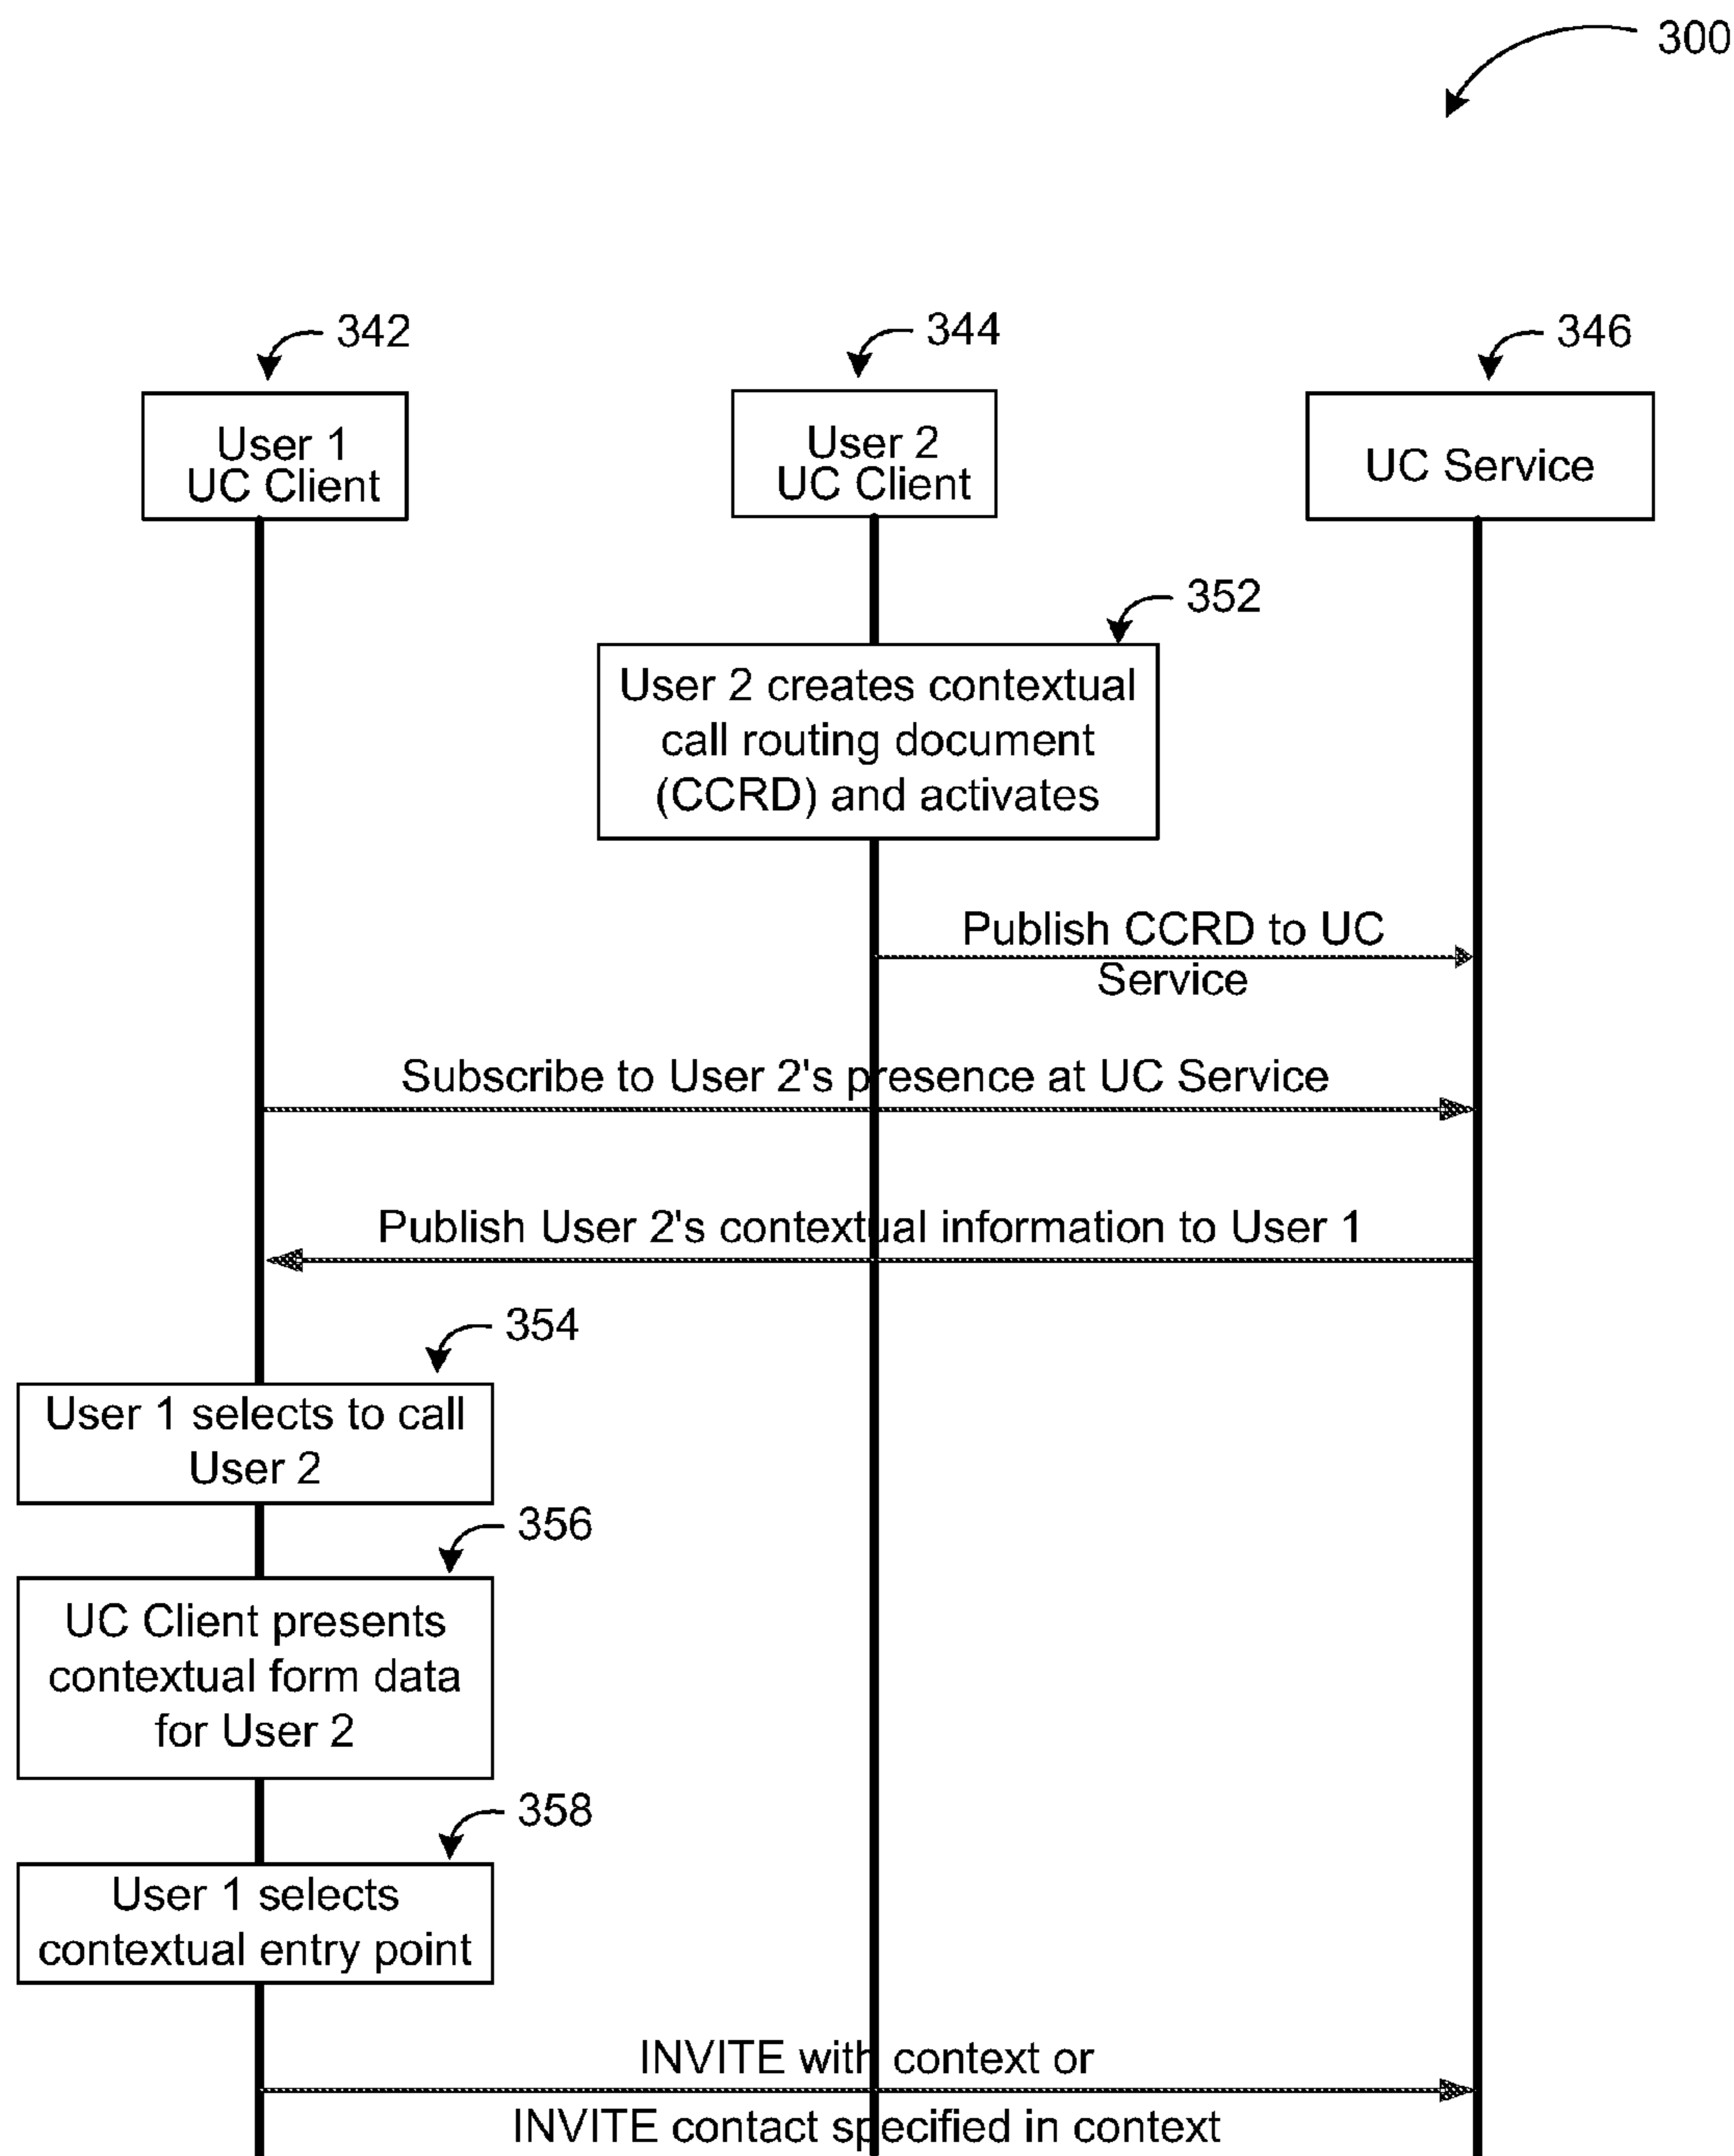 300
342
344
346
User 1
UC Client
User 2
UC Client
UC Service
352
User 2 creates contextual
call routing document
(CCRD) and activates
Publish CCRD to UC
Service
Subscribe to User 2's presence at UC Service
Publish User 2's contextual information to User 1
354
User 1 selects to call
User 2
356
UC Client presents
contextual form data
for User 2
358
User 1 selects
contextual entry point
INVITE with context or
INVITE contact specified in context